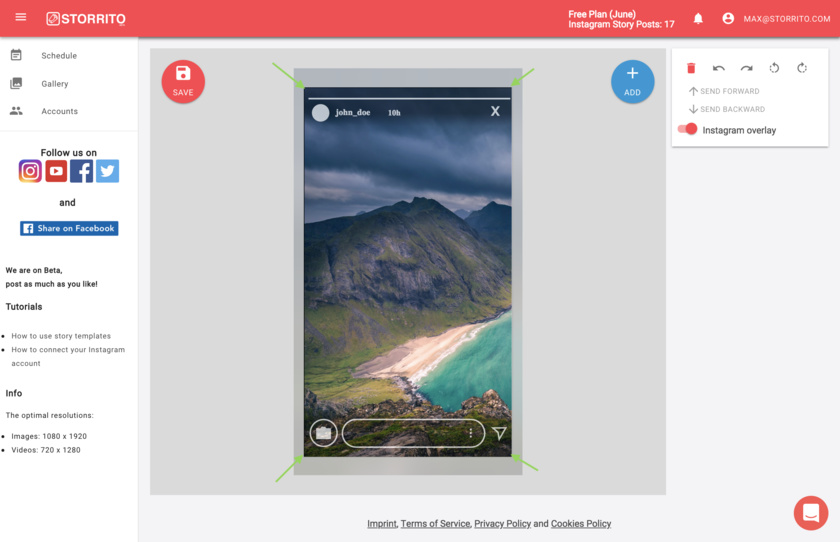 STORRITO
Free Plan (June)
Instagram Story Posts: 17
MAX@STORRITO.COM
Schedule
Gallery
Accounts
Follow us on
and
Share on Facebook
We are on Beta,
post as much as you like!
Tutorials
How to use story templates
How to connect your Instagram
account
Info
The optimal resolutions:
Images: 1080 x 1920
Videos: 720 x 1280
SAVE
john_doe 10h X
ADD
SEND FORWARD
SEND BACKWARD
Instagram overlay
Imprint, Terms of Service, Privacy Policy and Cookies Policy